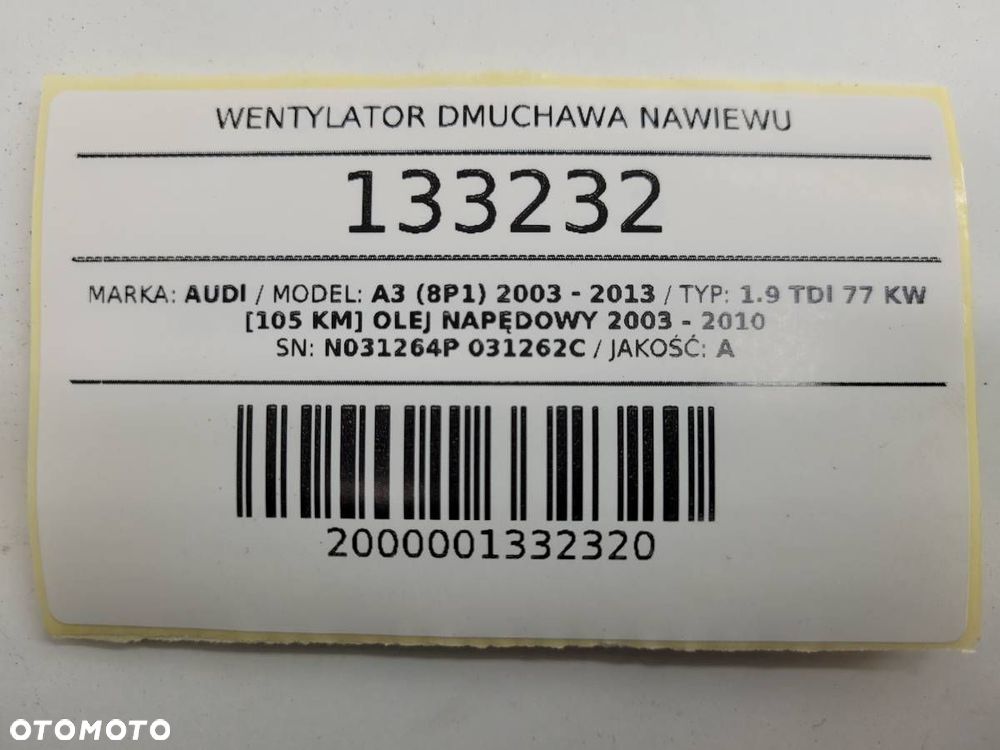 WENTYLATOR DMUCHAWA NAWIEWU
133232
MARKA: AUDI / MODEL: A3 (8P1) 2003 - 2013 / TYP: 1.9 TDI 77 KW
[105 KM] OLEJ NAPĘDOWY 2003 - 2010
SN: N031264P 031262C / JAKOŚĆ: A
2000001332320
OTOMOTO